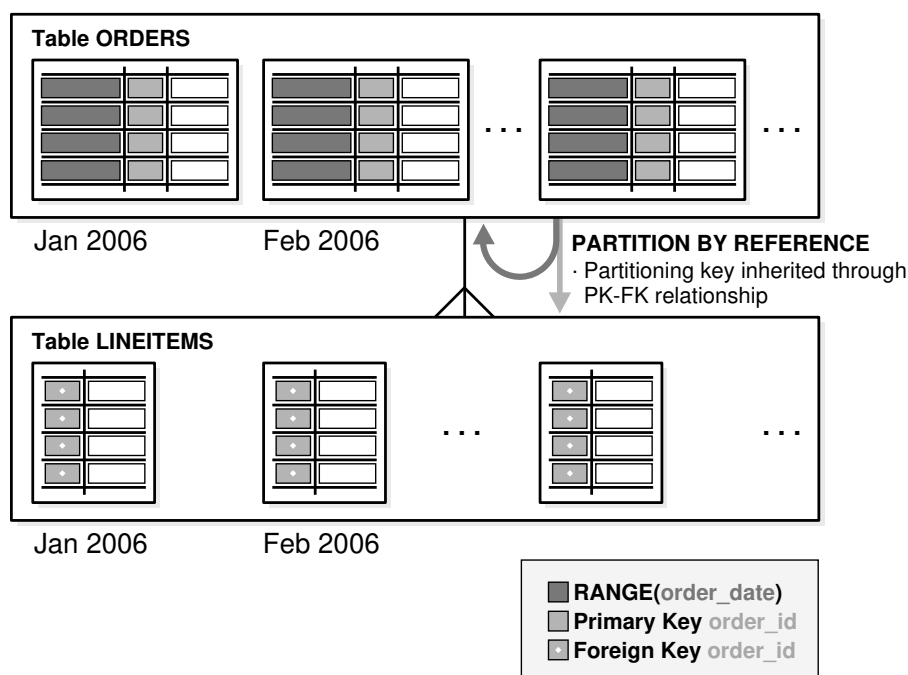 Table ORDERS
. . .
. . .
Jan 2006
Feb 2006
PARTITION BY REFERENCE
· Partitioning key inherited through
PK-FK relationship
Table LINEITEMS
. . .
. . .
Jan 2006
Feb 2006
RANGE(order_date)
Primary Key order_id
Foreign Key order_id